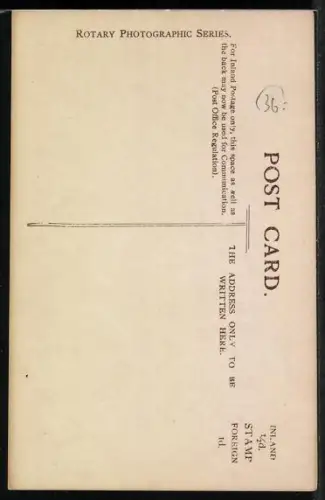 ROTARY PHOTOGRAPHIC SERIES.
36:
POST CARD.
For Inland Postage only, this space as well as
the back may now be used for Communication.
(Post Office Regulation).
THE ADDRESS ONLY TO BE
WRITTEN HERE.
INLAND
½d.
STAMP
FOREIGN
1d.